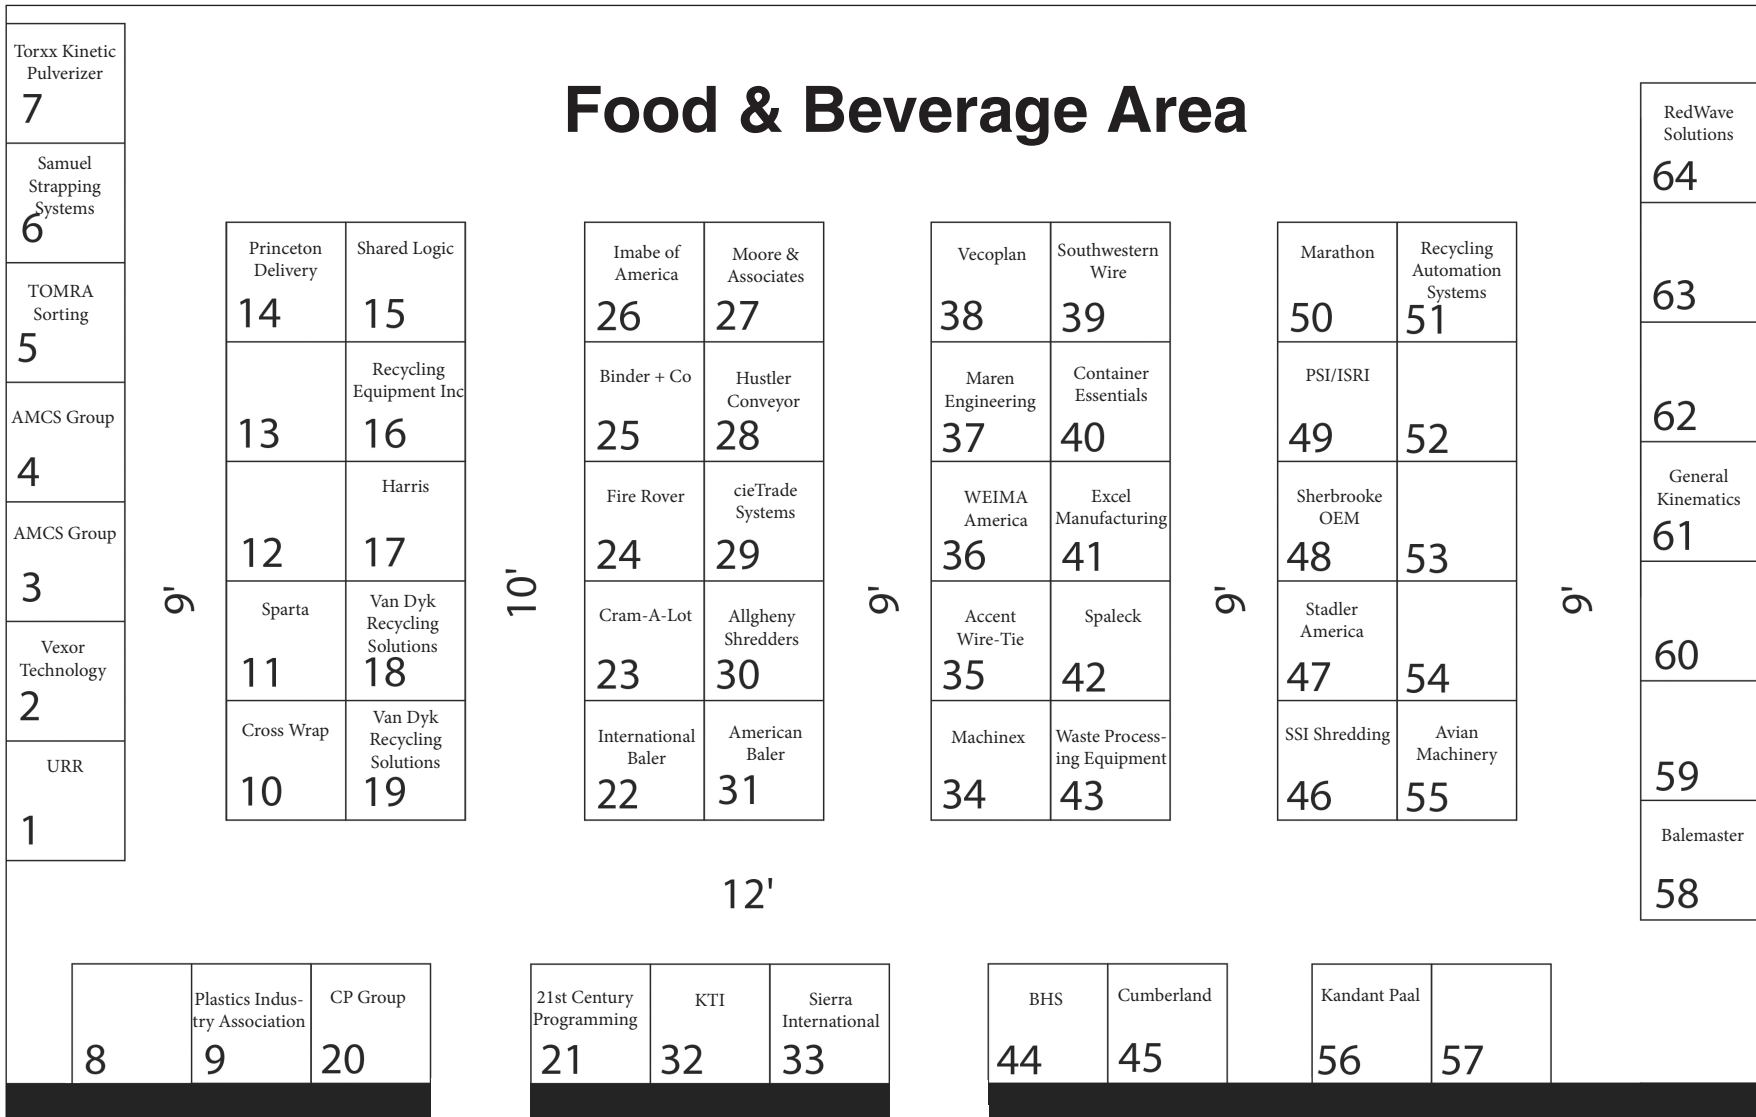 Food & Beverage Area
Torxx Kinetic
Pulverizer
7
Samuel
Strapping
Systems
6
TOMRA
Sorting
5
AMCS Group
4
AMCS Group
3
Vexor
Technology
2
URR
1
9'
Princeton
Delivery
14
Shared Logic
15
13
Recycling
Equipment Inc
16
12
Harris
17
Sparta
11
Van Dyk
Recycling
Solutions
18
Cross Wrap
10
Van Dyk
Recycling
Solutions
19
10'
Imabe of
America
26
Moore &
Associates
27
Binder + Co
25
Hustler
Conveyor
28
Fire Rover
24
cieTrade
Systems
29
Cram-A-Lot
23
Allgheny
Shredders
30
International
Baler
22
American
Baler
31
9'
Vecoplan
38
Southwestern
Wire
39
Maren
Engineering
37
Container
Essentials
40
WEIMA
America
36
Excel
Manufacturing
41
Accent
Wire-Tie
35
Spaleck
42
Machinex
34
Waste Process-
ing Equipment
43
9'
Marathon
50
Recycling
Automation
Systems
51
PSI/ISRI
49
52
Sherbrooke
OEM
48
53
Stadler
America
47
54
SSI Shredding
46
Avian
Machinery
55
9'
RedWave
Solutions
64
63
62
General
Kinematics
61
60
59
Balemaster
58
12'
8
Plastics Indus-
try Association
9
CP Group
20
21st Century
Programming
21
KTI
32
Sierra
International
33
BHS
44
Cumberland
45
Kandant Paal
56
57